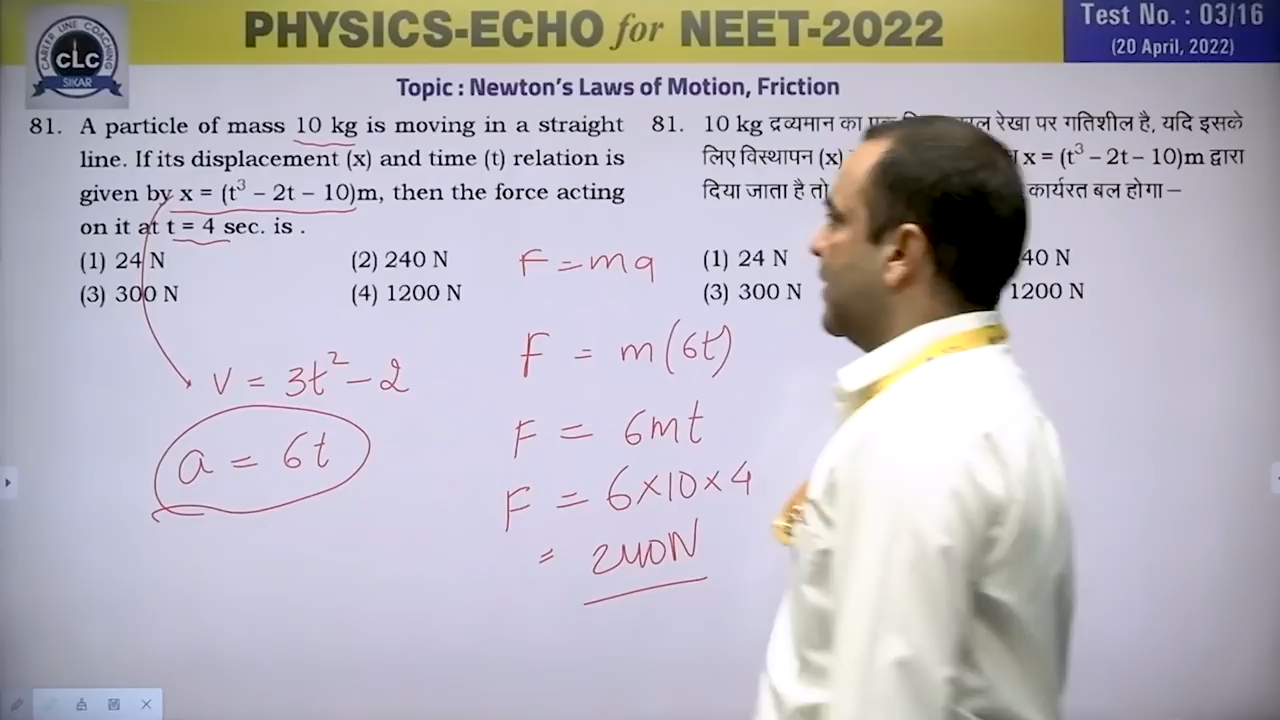 CAREER LINE COACHING
CLC
SIKAR
PHYSICS-ECHO for NEET-2022
Test No. : 03/16
(20 April, 2022)
Topic : Newton's Laws of Motion, Friction
81. A particle of mass 10 kg is moving in a straight
line. If its displacement (x) and time (t) relation is
given by x = (t³ – 2t – 10)m, then the force acting
on it at t = 4 sec. is .
(1) 24 N (2) 240 N
(3) 300 N (4) 1200 N
81. 10 kg द्रव्यमान का रेखा पर गतिशील है, यदि इसके
लिए विस्थापन (x) x = (t³ – 2t – 10)m द्वारा
दिया जाता है तो कार्यरत बल होगा –
(1) 24 N 40 N
(3) 300 N 1200 N
v = 3t² – 2
a = 6t
F = ma
F = m(6t)
F = 6mt
F = 6×10×4
= 240N